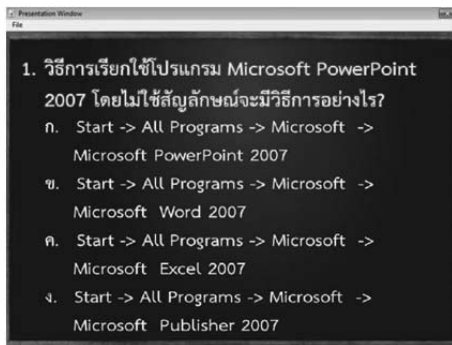 Presentation Window
File
1. วิธีการเรียกใช้โปรแกรม Microsoft PowerPoint
2007 โดยไม่ใช้สัญลักษณ์จะมีวิธีการอย่างไร?
ก. Start -> All Programs -> Microsoft ->
Microsoft PowerPoint 2007
ข. Start -> All Programs -> Microsoft ->
Microsoft Word 2007
ค. Start -> All Programs -> Microsoft ->
Microsoft Excel 2007
ง. Start -> All Programs -> Microsoft ->
Microsoft Publisher 2007